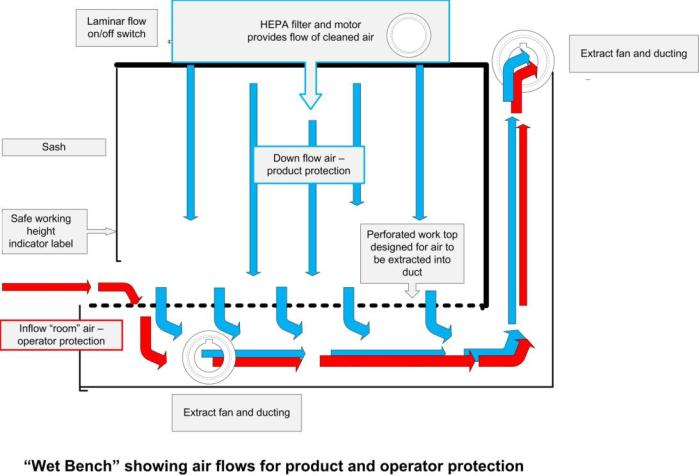 Laminar flow
on/off switch
HEPA filter and motor
provides flow of cleaned air
Extract fan and ducting
Sash
Down flow air –
product protection
Safe working
height
indicator label
Perforated work top
designed for air to
be extracted into
duct
Inflow “room” air –
operator protection
Extract fan and ducting
“Wet Bench” showing air flows for product and operator protection